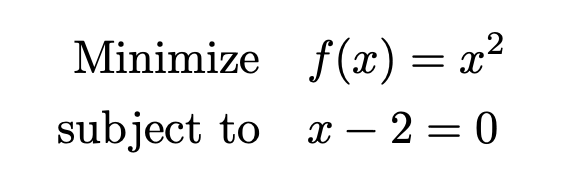 Minimize f(x) = x²
subject to x − 2 = 0